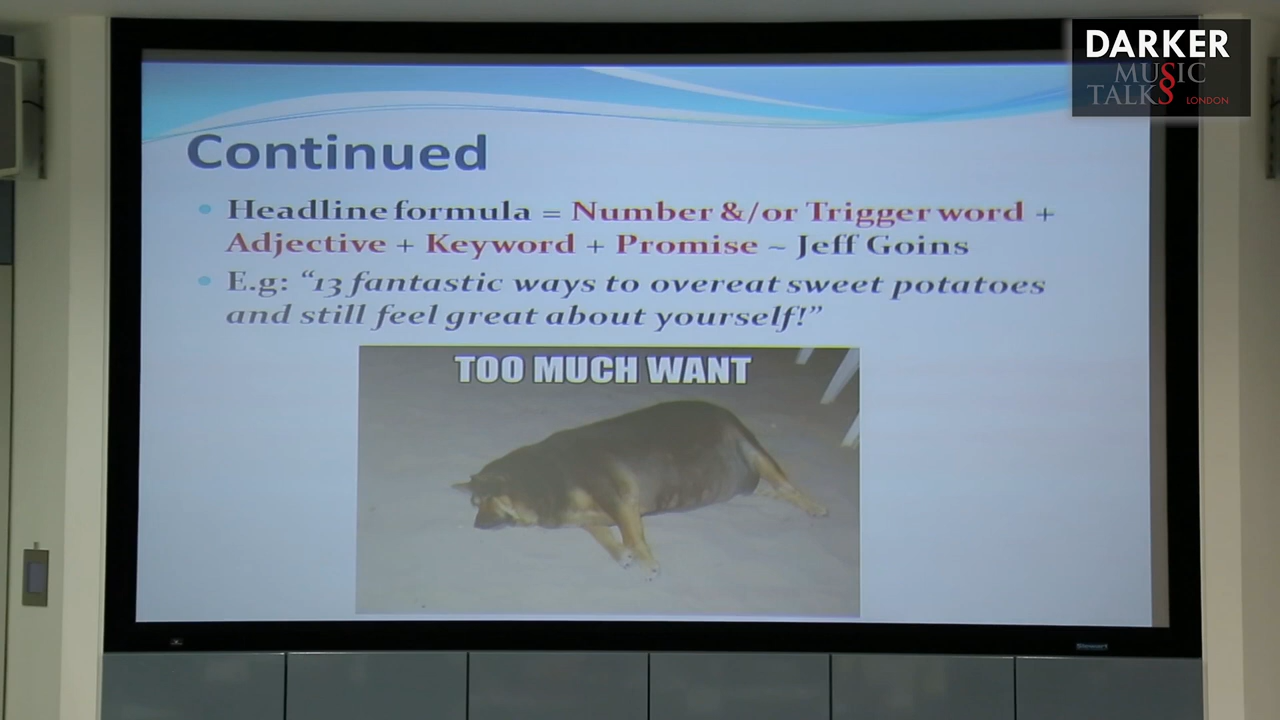 DARKER
MUSIC
TALKS LONDON
Continued
Headline formula = Number &/or Trigger word +
Adjective + Keyword + Promise ~ Jeff Goins
E.g: “13 fantastic ways to overeat sweet potatoes
and still feel great about yourself!”
TOO MUCH WANT
Stewart